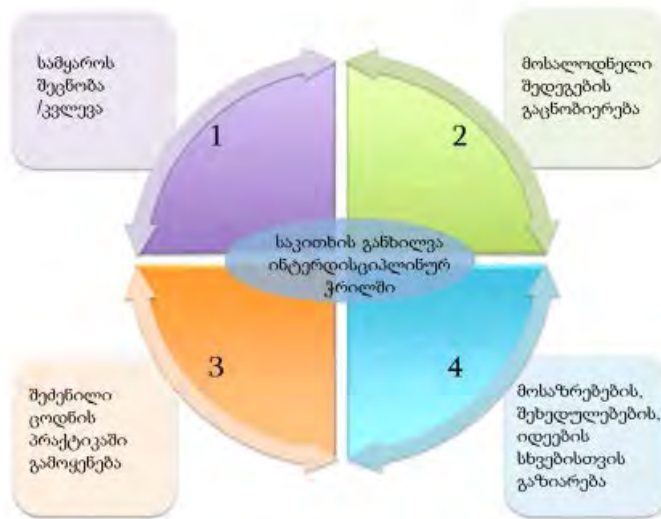 სამყაროს
შეცნობა
/კვლევა
1
2
მოსალოდნელი
შედეგების
გაცნობიერება
საკითხის განხილვა
ინტერდისციპლინურ
ჭრილში
3
შეძენილი
ცოდნის
პრაქტიკაში
გამოყენება
4
მოსაზრებების,
შეხედულებების,
იდეების
სხვებისთვის
გაზიარება